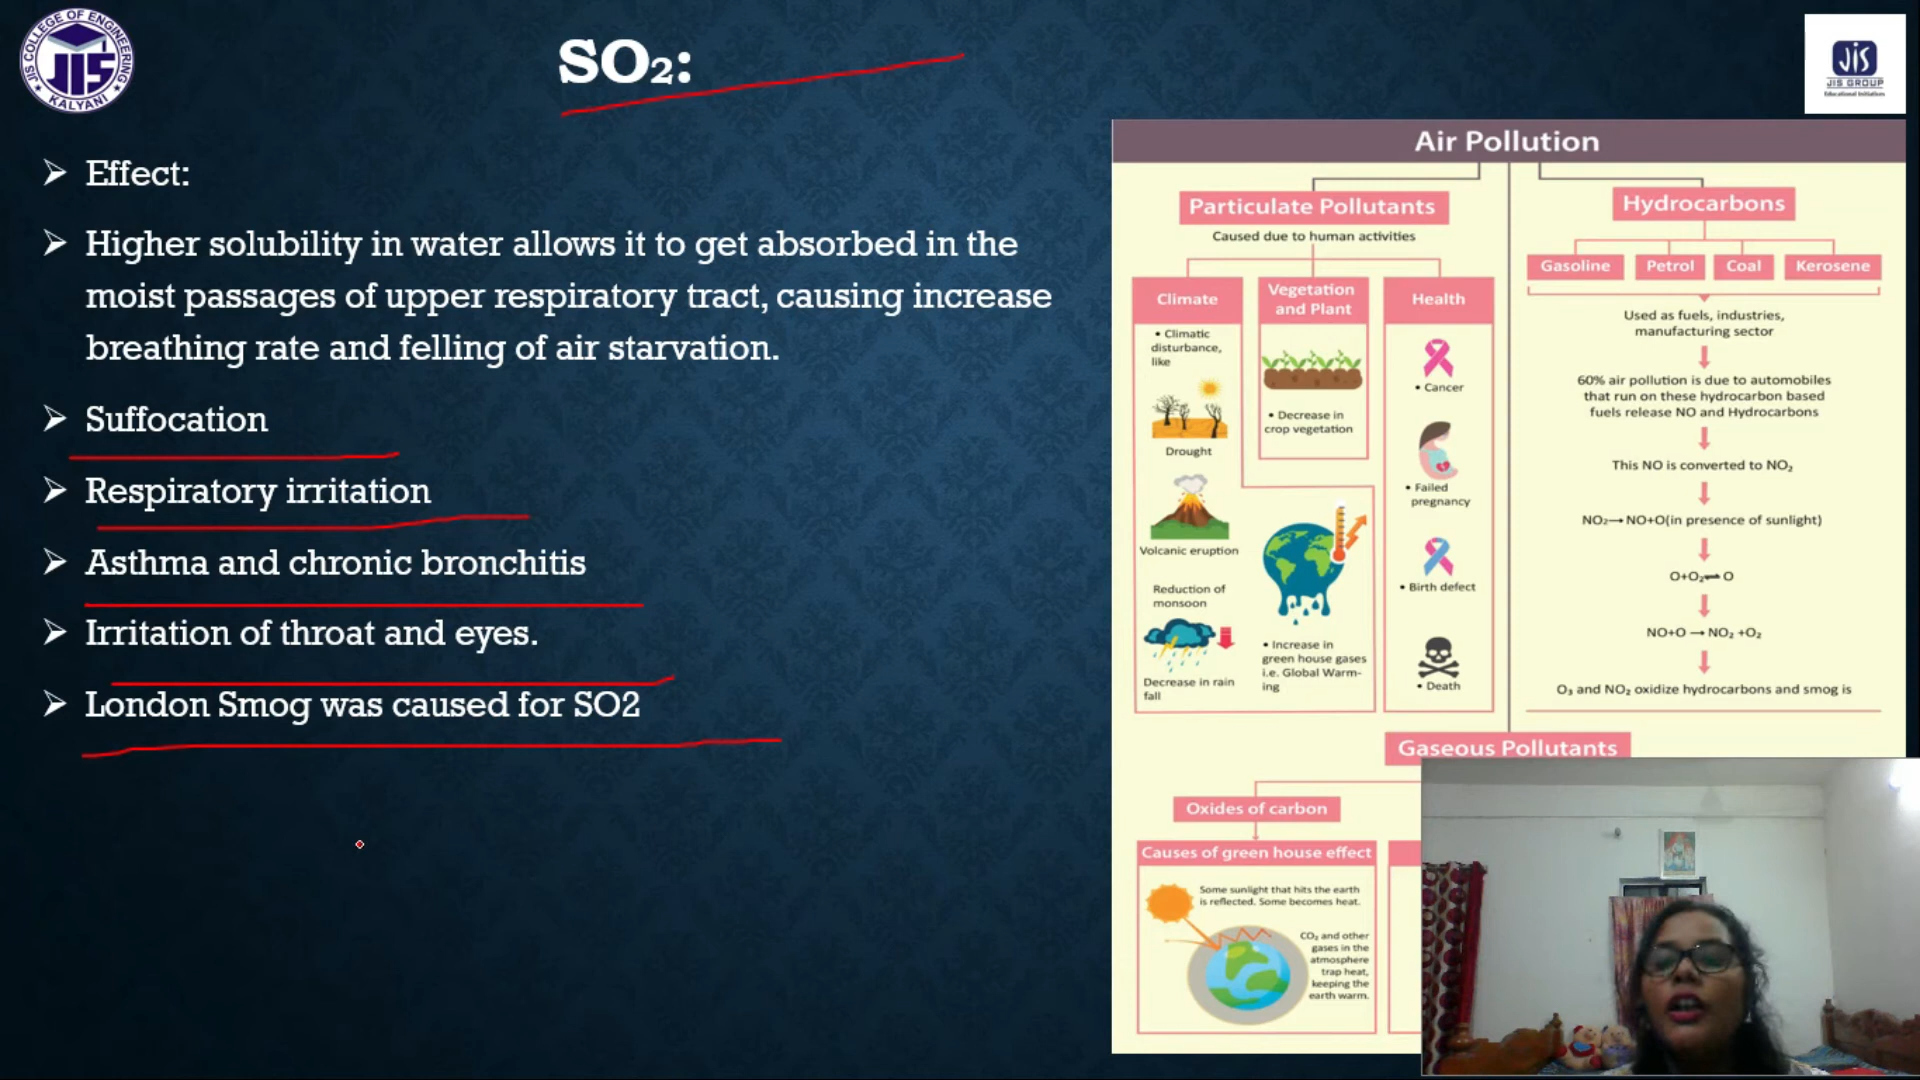 JIS COLLEGE OF ENGINEERING
JIS
KALYANI
SO₂:
JIS
JIS GROUP
Educational Initiatives
Effect:
Higher solubility in water allows it to get absorbed in the
moist passages of upper respiratory tract, causing increase
breathing rate and felling of air starvation.
Suffocation
Respiratory irritation
Asthma and chronic bronchitis
Irritation of throat and eyes.
London Smog was caused for SO2
Air Pollution
Particulate Pollutants
Caused due to human activities
Climate
• Climatic
disturbance,
like
Drought
Volcanic eruption
Reduction of
monsoon
Decrease in rain
fall
Vegetation
and Plant
• Decrease in
crop vegetation
• Increase in
green house gases
i.e. Global Warm-
ing
Health
• Cancer
• Failed
pregnancy
• Birth defect
• Death
Hydrocarbons
Gasoline
Petrol
Coal
Kerosene
Used as fuels, industries,
manufacturing sector
60% air pollution is due to automobiles
that run on these hydrocarbon based
fuels release NO and Hydrocarbons
This NO is converted to NO₂
NO₂→NO+O(in presence of sunlight)
O+O₂⇌O
NO+O →NO₂ +O₂
O₃ and NO₂ oxidize hydrocarbons and smog is
Gaseous Pollutants
Oxides of carbon
Causes of green house effect
Some sunlight that hits the earth
is reflected. Some becomes heat.
CO₂ and other
gases in the
atmosphere
trap heat,
keeping the
earth warm.